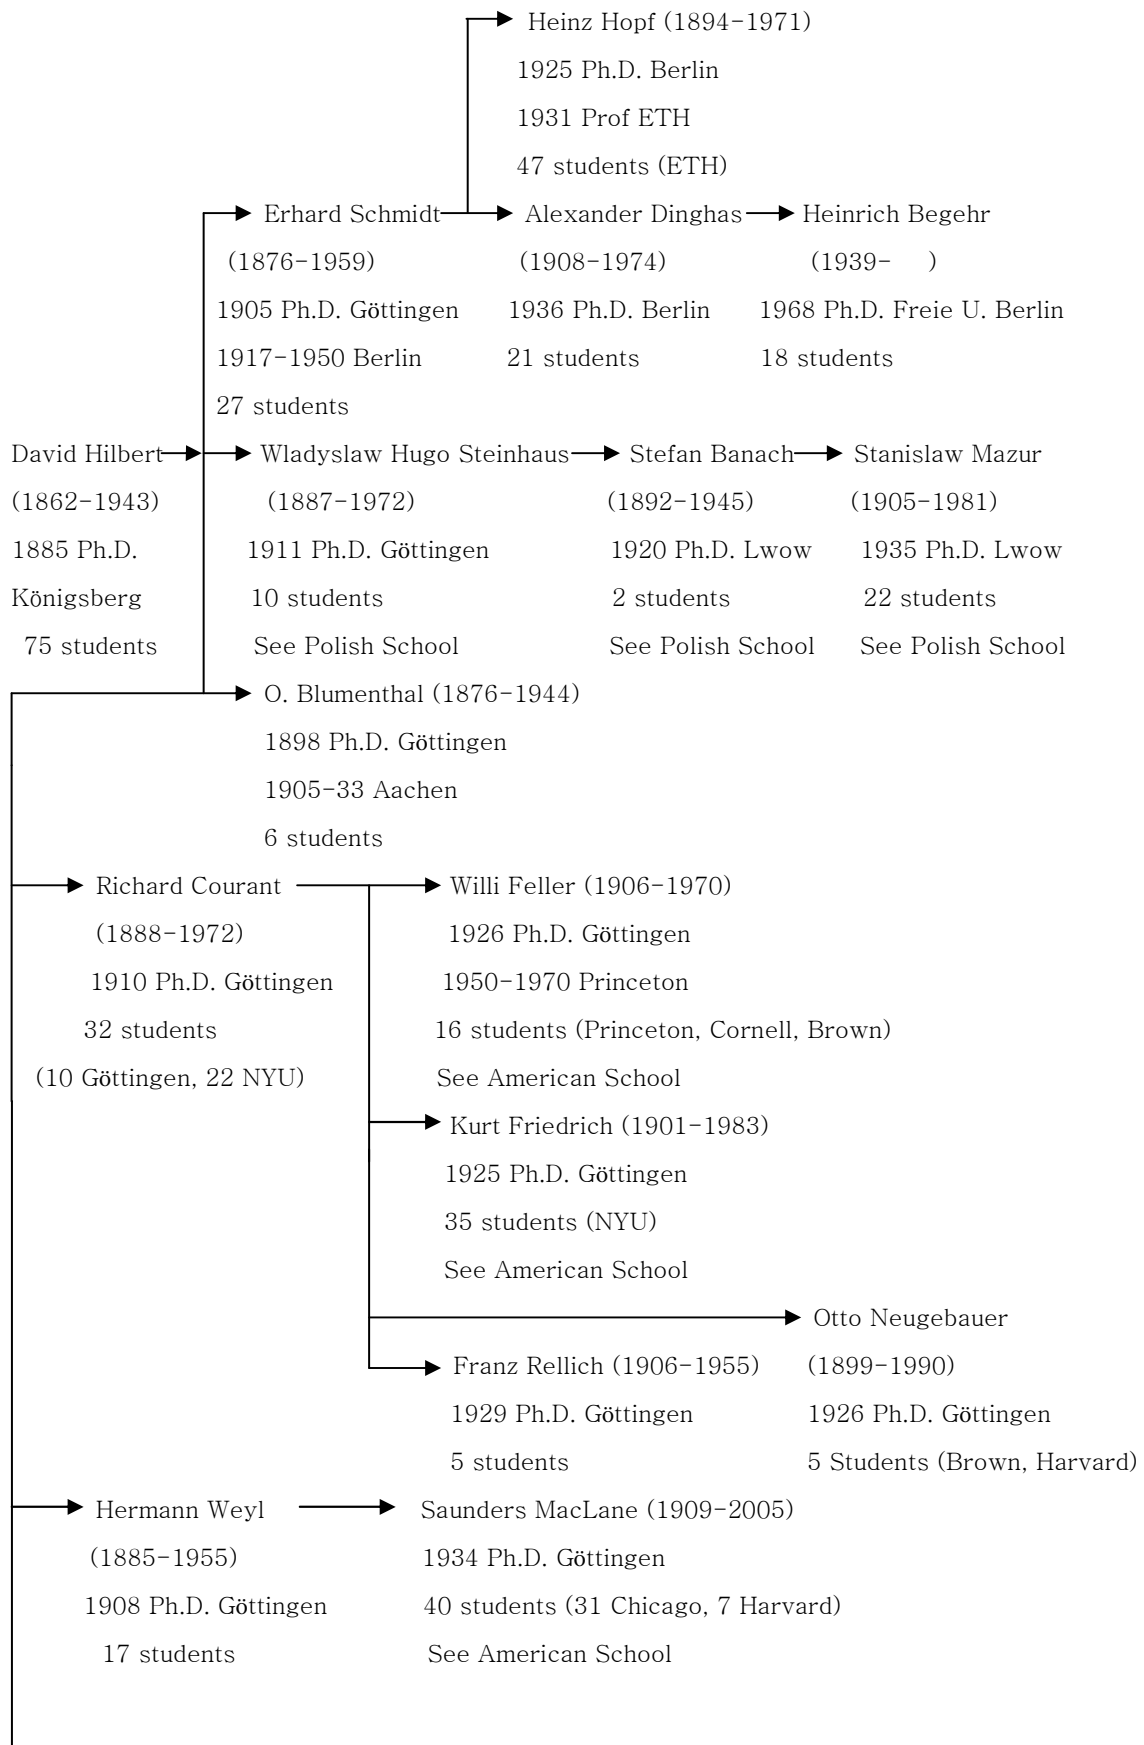 Heinz Hopf (1894-1971)
1925 Ph.D. Berlin
1931 Prof ETH
47 students (ETH)
Erhard Schmidt Alexander Dinghas Heinrich Begehr
(1876-1959) (1908-1974) (1939- )
1905 Ph.D. Göttingen 1936 Ph.D. Berlin 1968 Ph.D. Freie U. Berlin
1917-1950 Berlin 21 students 18 students
27 students
David Hilbert Wladyslaw Hugo Steinhaus Stefan Banach Stanislaw Mazur
(1862-1943) (1887-1972) (1892-1945) (1905-1981)
1885 Ph.D. 1911 Ph.D. Göttingen 1920 Ph.D. Lwow 1935 Ph.D. Lwow
Königsberg 10 students 2 students 22 students
75 students See Polish School See Polish School See Polish School
O. Blumenthal (1876-1944)
1898 Ph.D. Göttingen
1905-33 Aachen
6 students
Richard Courant Willi Feller (1906-1970)
(1888-1972) 1926 Ph.D. Göttingen
1910 Ph.D. Göttingen 1950-1970 Princeton
32 students 16 students (Princeton, Cornell, Brown)
(10 Göttingen, 22 NYU) See American School
Kurt Friedrich (1901-1983)
1925 Ph.D. Göttingen
35 students (NYU)
See American School
Otto Neugebauer
Franz Rellich (1906-1955) (1899-1990)
1929 Ph.D. Göttingen 1926 Ph.D. Göttingen
5 students 5 Students (Brown, Harvard)
Hermann Weyl Saunders MacLane (1909-2005)
(1885-1955) 1934 Ph.D. Göttingen
1908 Ph.D. Göttingen 40 students (31 Chicago, 7 Harvard)
17 students See American School